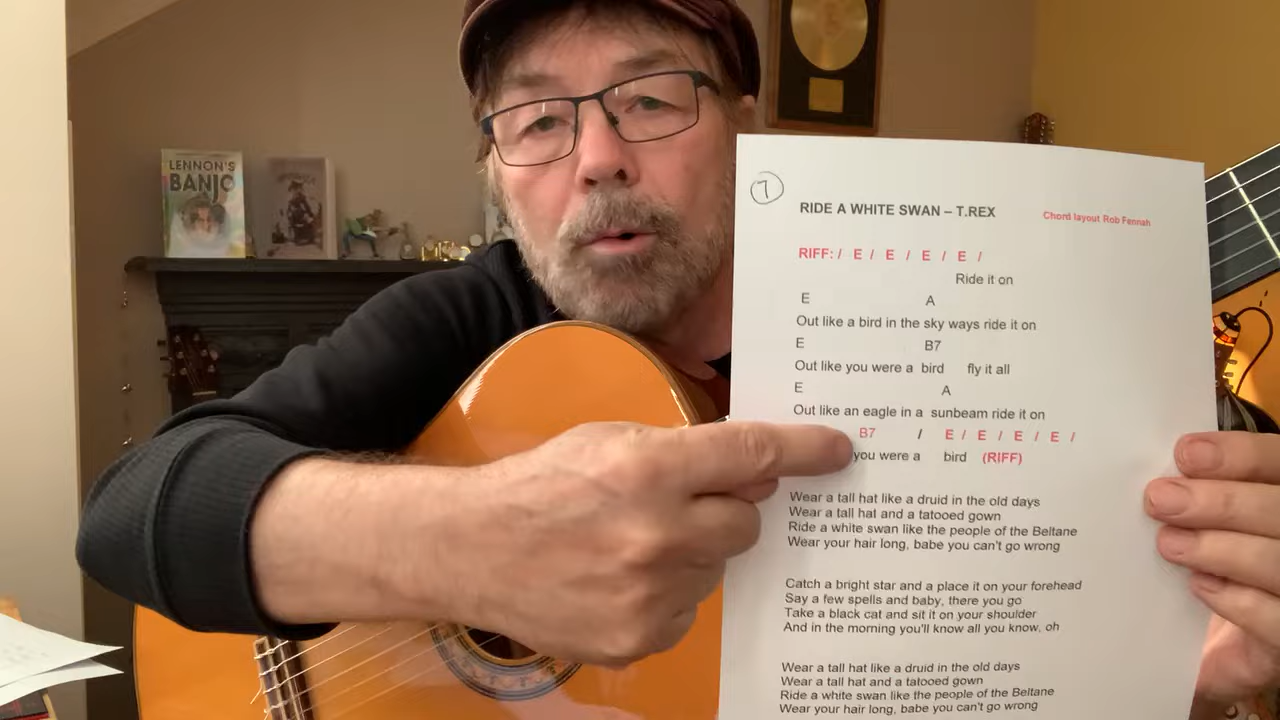 LENNON'S
BANJO
7
RIDE A WHITE SWAN – T.REX
Chord layout Rob Fennah
RIFF: / E / E / E / E /
Ride it on
E A
Out like a bird in the sky ways ride it on
E B7
Out like you were a bird fly it all
E A
Out like an eagle in a sunbeam ride it on
B7 / E / E / E / E /
you were a bird (RIFF)
Wear a tall hat like a druid in the old days
Wear a tall hat and a tatooed gown
Ride a white swan like the people of the Beltane
Wear your hair long, babe you can't go wrong
Catch a bright star and a place it on your forehead
Say a few spells and baby, there you go
Take a black cat and sit it on your shoulder
And in the morning you'll know all you know, oh
Wear a tall hat like a druid in the old days
Wear a tall hat and a tatooed gown
Ride a white swan like the people of the Beltane
Wear your hair long, babe you can't go wrong